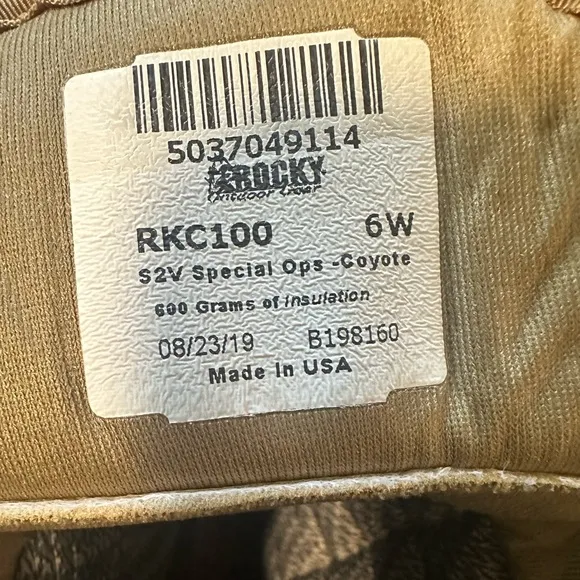 5037049114
ROCKY
Outdoor Gear
RKC100 6W
S2V Special Ops -Coyote
600 Grams of Insulation
08/23/19 B198160
Made in USA